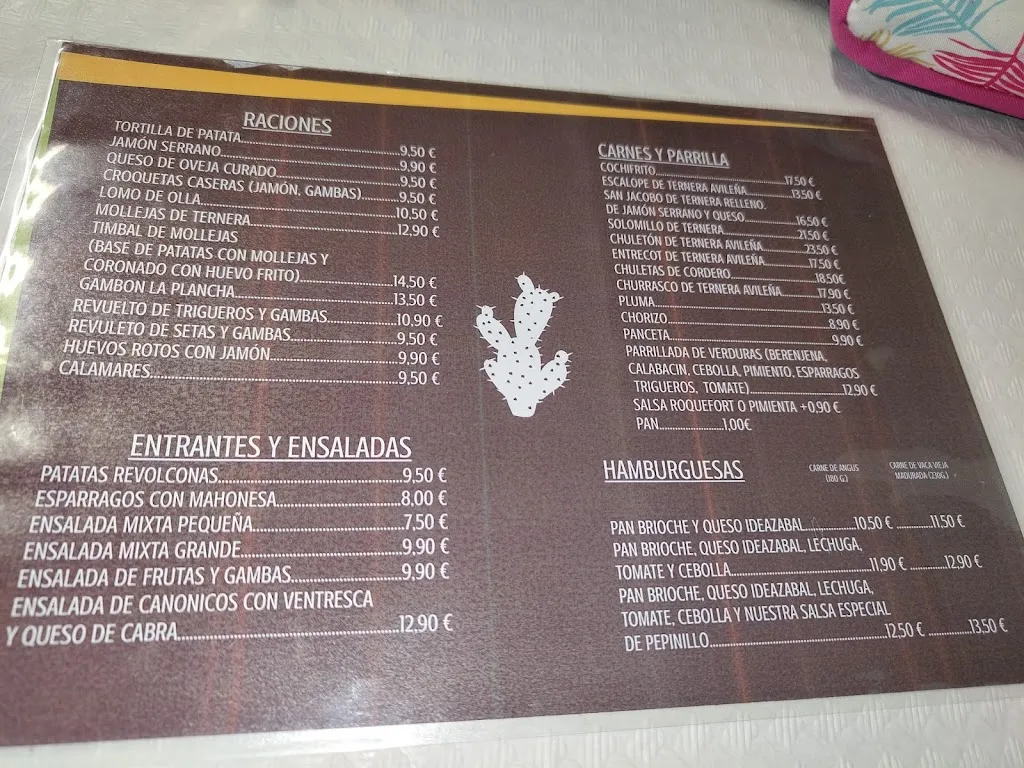 RACIONES
TORTILLA DE PATATA..........9,50 €
JAMÓN SERRANO..........9,90 €
QUESO DE OVEJA CURADO..........9,50 €
CROQUETAS CASERAS (JAMÓN, GAMBAS)..........9,50 €
LOMO DE OLLA..........10,50 €
MOLLEJAS DE TERNERA..........12,90 €
TIMBAL DE MOLLEJAS
(BASE DE PATATAS CON MOLLEJAS Y
CORONADO CON HUEVO FRITO)..........14,50 €
GAMBON LA PLANCHA..........13,50 €
REVUELTO DE TRIGUEROS Y GAMBAS..........10,90 €
REVULETO DE SETAS Y GAMBAS..........9,50 €
HUEVOS ROTOS CON JAMÓN..........9,90 €
CALAMARES..........9,50 €
ENTRANTES Y ENSALADAS
PATATAS REVOLCONAS..........9,50 €
ESPARRAGOS CON MAHONESA..........8,00 €
ENSALADA MIXTA PEQUEÑA..........7,50 €
ENSALADA MIXTA GRANDE..........9,90 €
ENSALADA DE FRUTAS Y GAMBAS..........9,90 €
ENSALADA DE CANONICOS CON VENTRESCA
Y QUESO DE CABRA..........12,90 €
CARNES Y PARRILLA
COCHIFRITO..........17,50 €
ESCALOPE DE TERNERA AVILEÑA..........13,50 €
SAN JACOBO DE TERNERA RELLENO,
DE JAMÓN SERRANO Y QUESO..........16,50 €
SOLOMILLO DE TERNERA..........21,50 €
CHULETÓN DE TERNERA AVILEÑA..........23,50 €
ENTRECOT DE TERNERA AVILEÑA..........17,50 €
CHULETAS DE CORDERO..........18,50€
CHURRASCO DE TERNERA AVILEÑA..........17,90 €
PLUMA..........13,50 €
CHORIZO..........8,90 €
PANCETA..........9,90 €
PARRILLADA DE VERDURAS (BERENJENA,
CALABACIN, CEBOLLA, PIMIENTO, ESPARRAGOS
TRIGUEROS, TOMATE)..........12,90 €
SALSA ROQUEFORT O PIMIENTA +0,90 €
PAN..........1,00€
HAMBURGUESAS
CARNE DE ANGUS
(180 G.)
CARNE DE VACA VIEJA
MADURADA (230G.)
PAN BRIOCHE Y QUESO IDEAZABAL..........10,50 €..........11,50 €
PAN BRIOCHE, QUESO IDEAZABAL, LECHUGA,
TOMATE Y CEBOLLA..........11,90 €..........12,90 €
PAN BRIOCHE, QUESO IDEAZABAL, LECHUGA,
TOMATE, CEBOLLA Y NUESTRA SALSA ESPECIAL
DE PEPINILLO..........12,50 €..........13,50 €